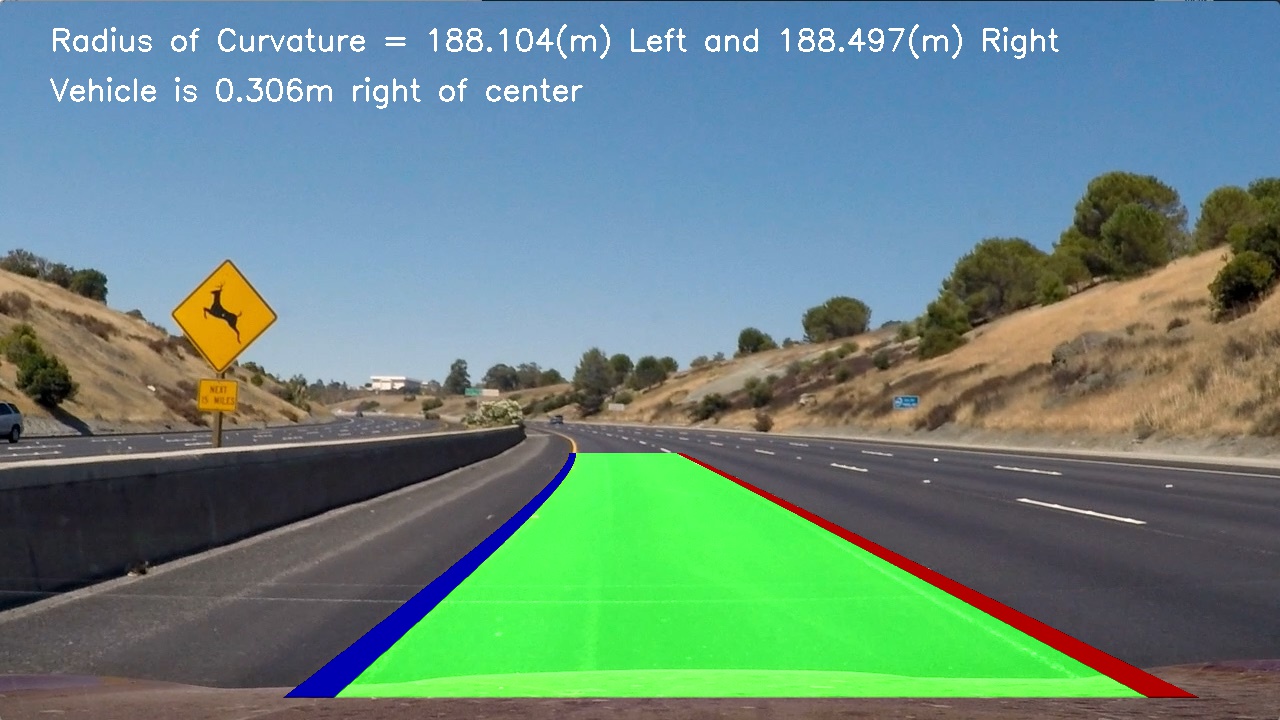 Radius of Curvature = 188.104(m) Left and 188.497(m) Right
Vehicle is 0.306m right of center
NEXT
15 MILES